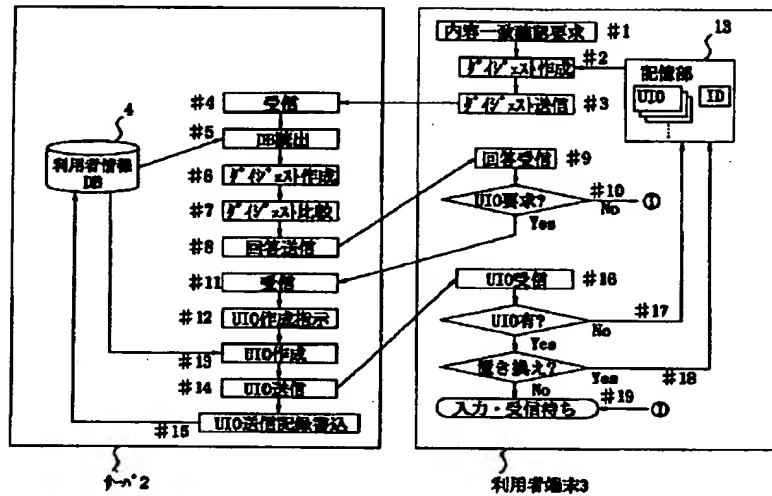 4
利用者情報
DB
#4 受信
#5 DB読出
#6 ダイジェスト作成
#7 ダイジェスト比較
#8 回答送信
#11 受信
#12 UIO作成指示
#13 UIO作成
#14 UIO送信
#15 UIO送信記録書込
サーバ2
内容一致確認要求 #1
#2
ダイジェスト作成
ダイジェスト送信 #3
13
記憶部
UIO ID
回答受信 #9
UIO要求? #10
No ①
Yes
UIO受信 #16
UIO有? #17
No
Yes
置き換え? Yes #18
No
入力・受信待ち #19 ①
利用者端末3